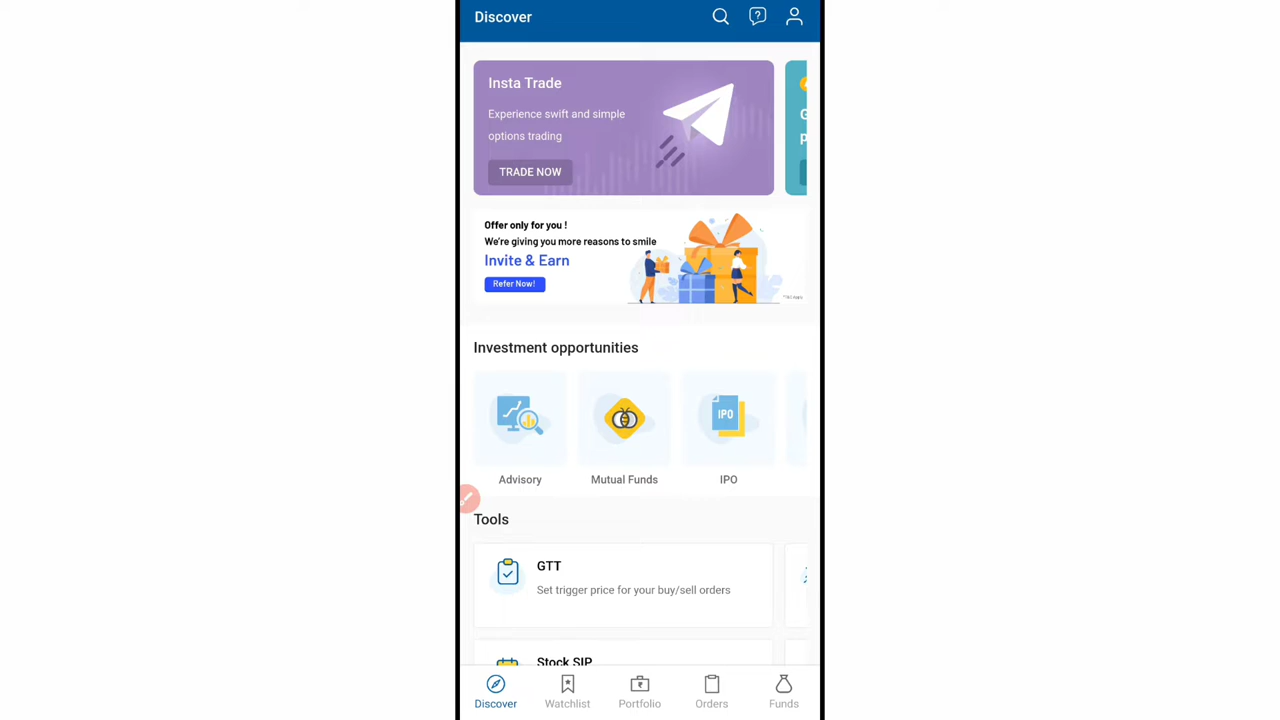 Discover
Insta Trade
Experience swift and simple
options trading
TRADE NOW
Offer only for you !
We're giving you more reasons to smile
Invite & Earn
Refer Now!
Investment opportunities
IPO
Advisory
Mutual Funds
IPO
Tools
GTT
Set trigger price for your buy/sell orders
Stock SIP
Discover
Watchlist
Portfolio
Orders
Funds